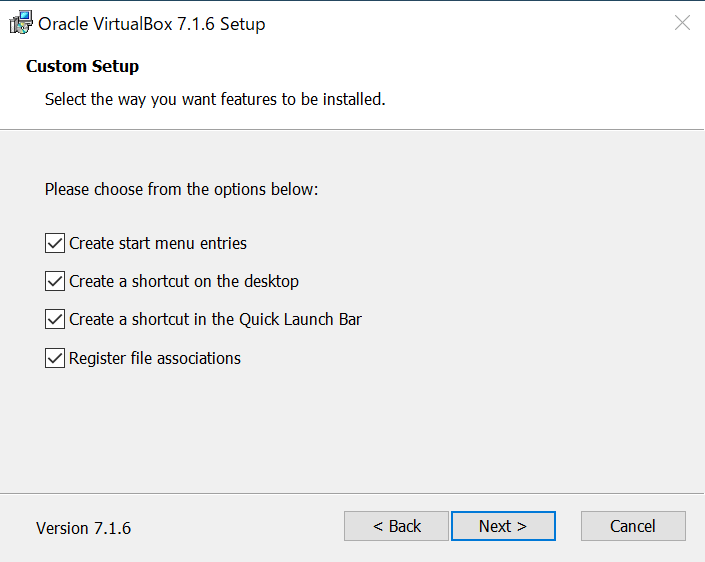 Oracle VirtualBox 7.1.6 Setup
Custom Setup
Select the way you want features to be installed.
Please choose from the options below:
Create start menu entries
Create a shortcut on the desktop
Create a shortcut in the Quick Launch Bar
Register file associations
Version 7.1.6
< Back
Next >
Cancel